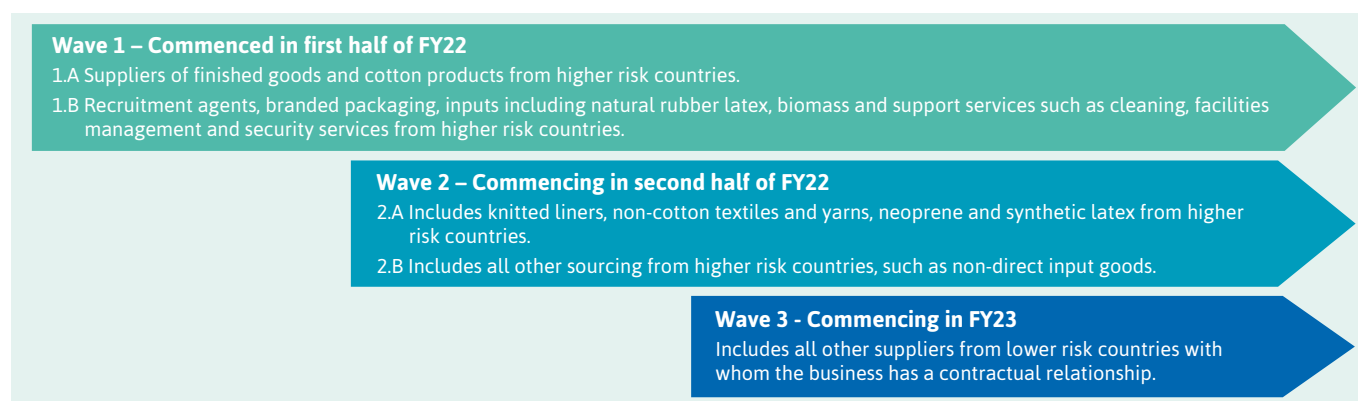 Wave 1 – Commenced in first half of FY22
1.A Suppliers of finished goods and cotton products from higher risk countries.
1.B Recruitment agents, branded packaging, inputs including natural rubber latex, biomass and support services such as cleaning, facilities
management and security services from higher risk countries.
Wave 2 – Commencing in second half of FY22
2.A Includes knitted liners, non-cotton textiles and yarns, neoprene and synthetic latex from higher
risk countries.
2.B Includes all other sourcing from higher risk countries, such as non-direct input goods.
Wave 3 - Commencing in FY23
Includes all other suppliers from lower risk countries with
whom the business has a contractual relationship.